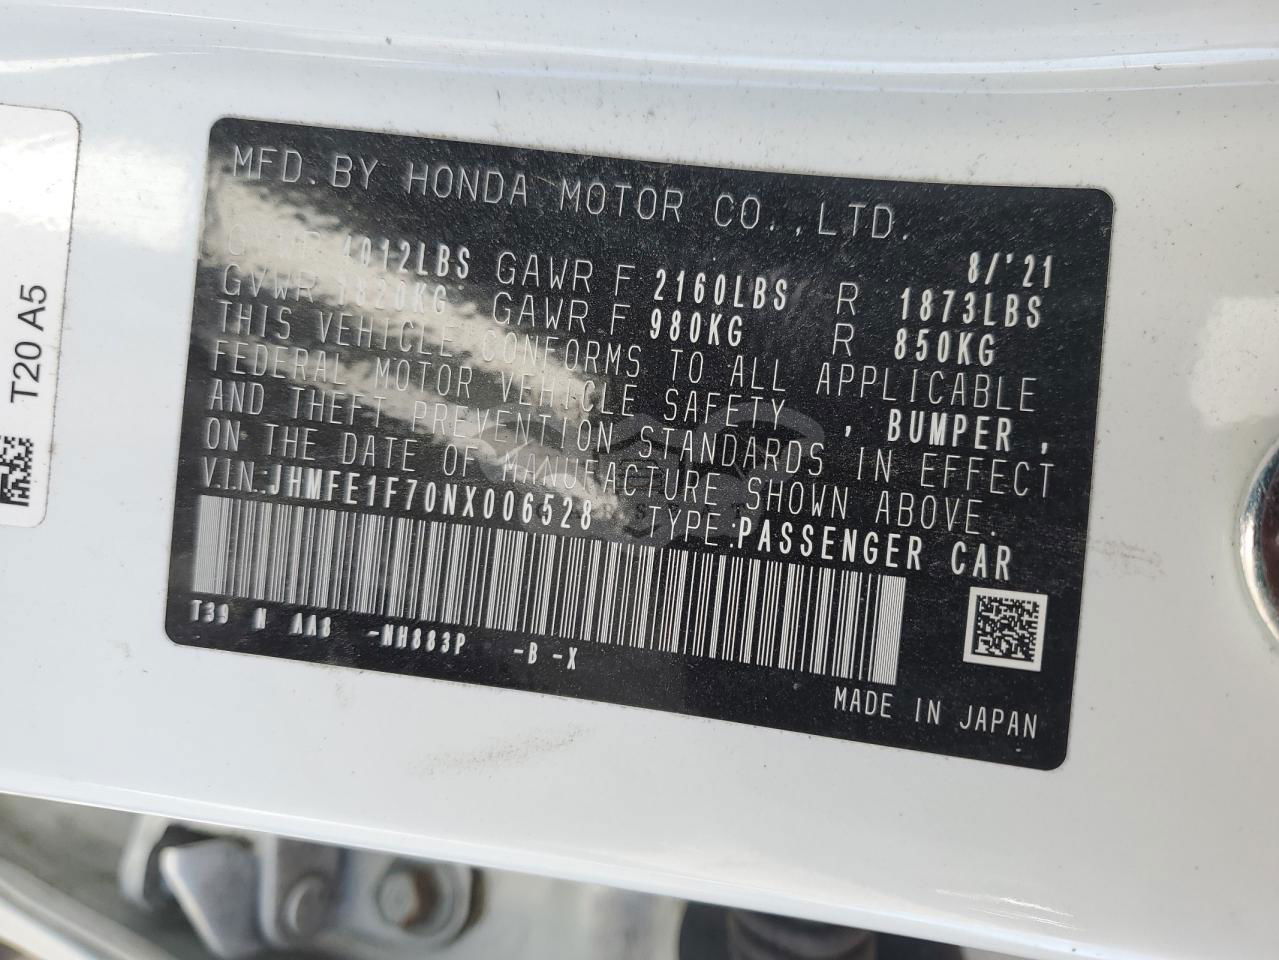 MFD. BY HONDA MOTOR CO., LTD.
8/'21
GVWR 4012LBS GAWR F 2160LBS R 1873LBS
GVWR 1820KG GAWR F 980KG R 850KG
THIS VEHICLE CONFORMS TO ALL APPLICABLE
FEDERAL MOTOR VEHICLE SAFETY, BUMPER,
AND THEFT PREVENTION STANDARDS IN EFFECT
ON THE DATE OF MANUFACTURE SHOWN ABOVE.
V.I.N.:JHMFE1F70NX006528 TYPE:PASSENGER CAR
T39 N AA8 -NH883P -B -X
MADE IN JAPAN
T20 A5